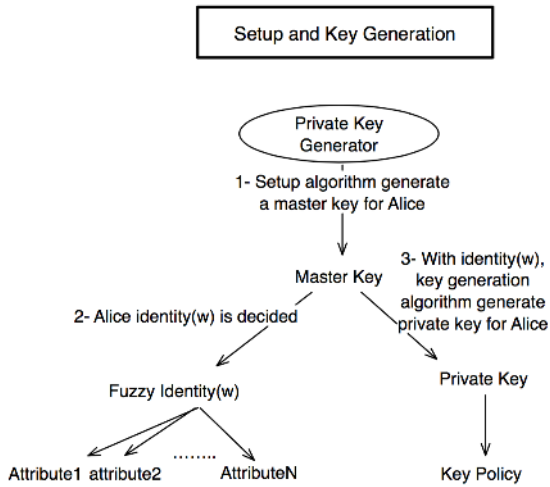 Setup and Key Generation
Private Key
Generator
1- Setup algorithm generate
a master key for Alice
Master Key
3- With identity(w),
key generation
algorithm generate
private key for Alice
2- Alice identity(w) is decided
Fuzzy Identity(w)
Private Key
Attribute1 attribute2 ........ AttributeN
Key Policy